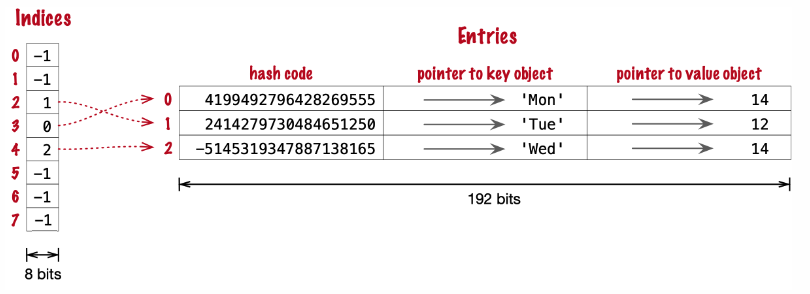 Indices
Entries
hash code pointer to key object pointer to value object
0 -1
1 -1
2 1
3 0
4 2
5 -1
6 -1
7 -1
0 4199492796428269555 'Mon' 14
1 2414279730484651250 'Tue' 12
2 -5145319347887138165 'Wed' 14
192 bits
8 bits